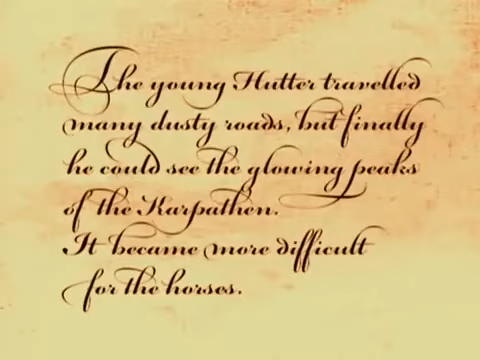 The young Hutter travelled
many dusty roads, but finally
he could see the glowing peaks
of the Karpathen.
It became more difficult
for the horses.